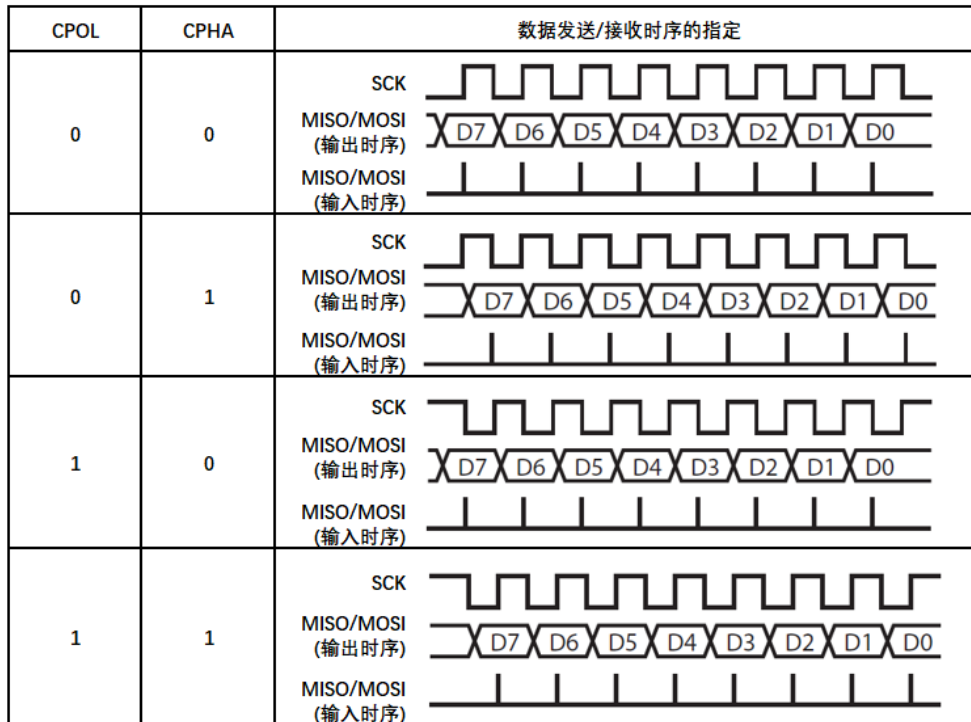 CPOL CPHA 数据发送/接收时序的指定
SCK
0 0 MISO/MOSI D7 D6 D5 D4 D3 D2 D1 D0
(输出时序)
MISO/MOSI
(输入时序)
SCK
0 1 MISO/MOSI D7 D6 D5 D4 D3 D2 D1 D0
(输出时序)
MISO/MOSI
(输入时序)
SCK
1 0 MISO/MOSI D7 D6 D5 D4 D3 D2 D1 D0
(输出时序)
MISO/MOSI
(输入时序)
SCK
1 1 MISO/MOSI D7 D6 D5 D4 D3 D2 D1 D0
(输出时序)
MISO/MOSI
(输入时序)